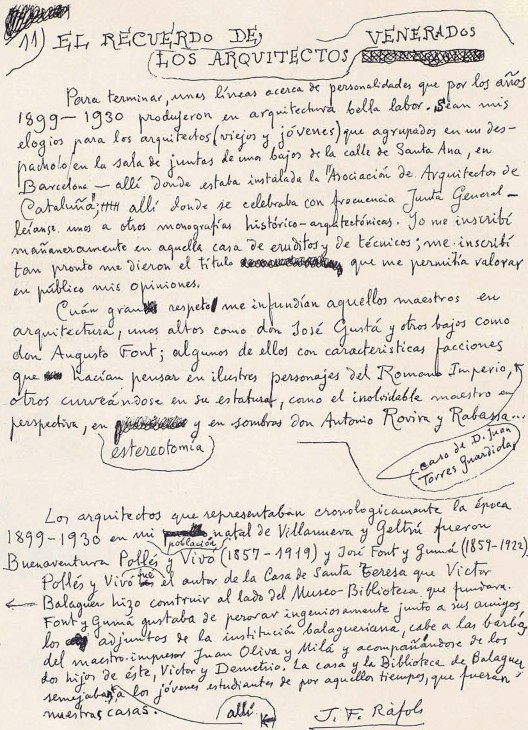 11) EL RECUERDO DE
LOS ARQUITECTOS VENERADOS
Para terminar, unas líneas acerca de personalidades que por los años
1899-1930 produjeron en arquitectura bella labor. Sean mis
elogios para los arquitectos (viejos y jóvenes) que agrupados en un des-
pacholo en la sala de juntas de unos bajos de la calle de Santa Ana, en
Barcelona — allí donde estaba instalada la "Asociación de Arquitectos de
Cataluña"; allí donde se celebraba con frecuencia Junta General —
leíanse unos a otros monografías histórico-arquitectónicas. Yo me inscribí
mañaneramente en aquella casa de eruditos y de técnicos; me inscribí
tan pronto me dieron el título que me permitía valorar
en público mis opiniones.
Cuán gran respeto me infundían aquellos maestros en
arquitectura, unos altos como don José Gustá y otros bajos como
don Augusto Font; algunos de ellos con características facciones
que hacían pensar en ilustres personajes del Romano Imperio,
otros curveándose en su estatura, como el inolvidable maestro en
perspectiva, en y en sombras don Antonio Rovira y Rabassa...
estereotomía
caso de D. Juan
Torres Guardiola
Los arquitectos que representaban cronológicamente la época
1899-1930 en mi población natal de Villanueva y Geltrú fueron
Buenaventura Pollés y Vivó (1857-1919) y José Font y Gumá (1859-1922).
Pollés y Vivó fué el autor de la Casa de Santa Teresa que Víctor
Balaguer hizo construir al lado del Museo-Biblioteca, que fundara.
Font y Gumá gustaba de perorar ingeniosamente junto a sus amigos,
los adjuntos de la institución balagueriana, cabe a las barbas
del maestro-impresor Juan Oliva y Milá y acompañándose de los
dos hijos de éste, Víctor y Demetrio. La casa y la Biblioteca de Balaguer
semejaban a los jóvenes estudiantes de por aquellos tiempos, que fueran
nuestras casas. allí
J. F. Ràfols